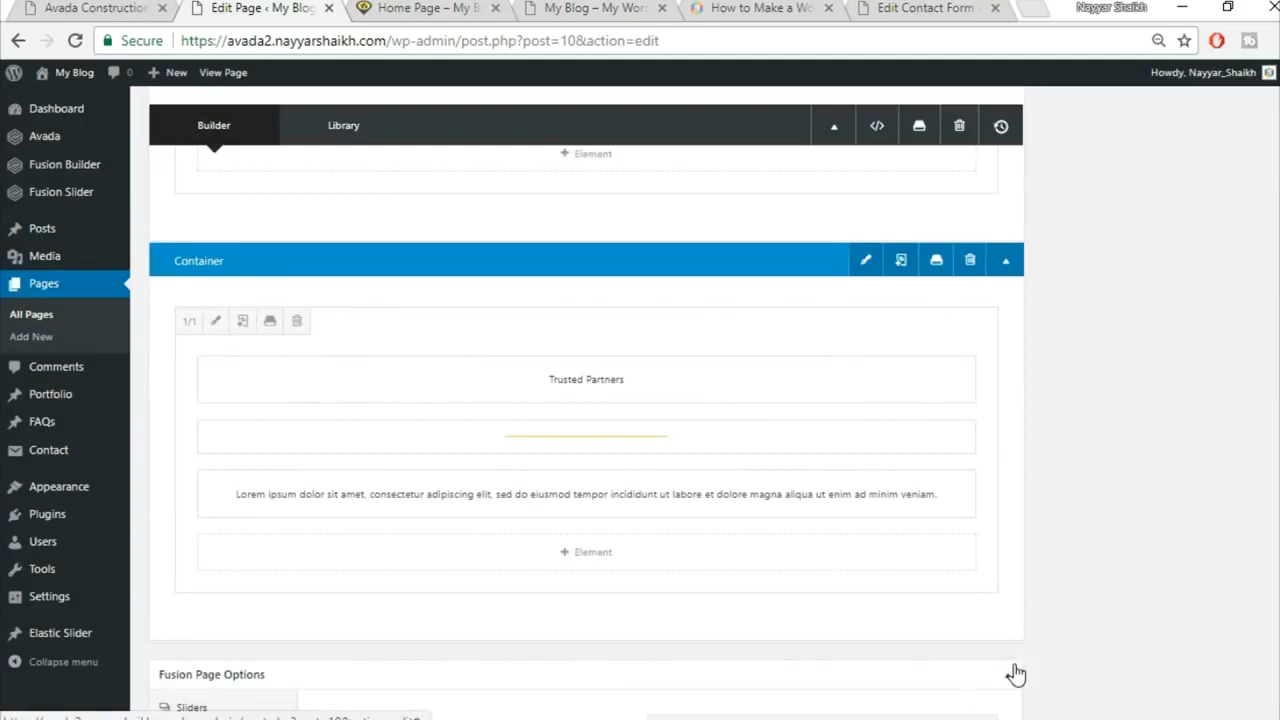 Avada Construction
Edit Page ‹ My Blog
Home Page – My B
My Blog – My Wor
How to Make a Wo
Edit Contact Form
Nayyar Shaikh
Secure
https://avada2.nayyarshaikh.com/wp-admin/post.php?post=10&action=edit
My Blog
0
New
View Page
Howdy, Nayyar_Shaikh
Dashboard
Avada
Fusion Builder
Fusion Slider
Posts
Media
Pages
All Pages
Add New
Comments
Portfolio
FAQs
Contact
Appearance
Plugins
Users
Tools
Settings
Elastic Slider
Collapse menu
Builder
Library
Element
Container
1/1
Trusted Partners
Lorem ipsum dolor sit amet, consectetur adipiscing elit, sed do eiusmod tempor incididunt ut labore et dolore magna aliqua ut enim ad minim veniam.
Element
Fusion Page Options
Sliders